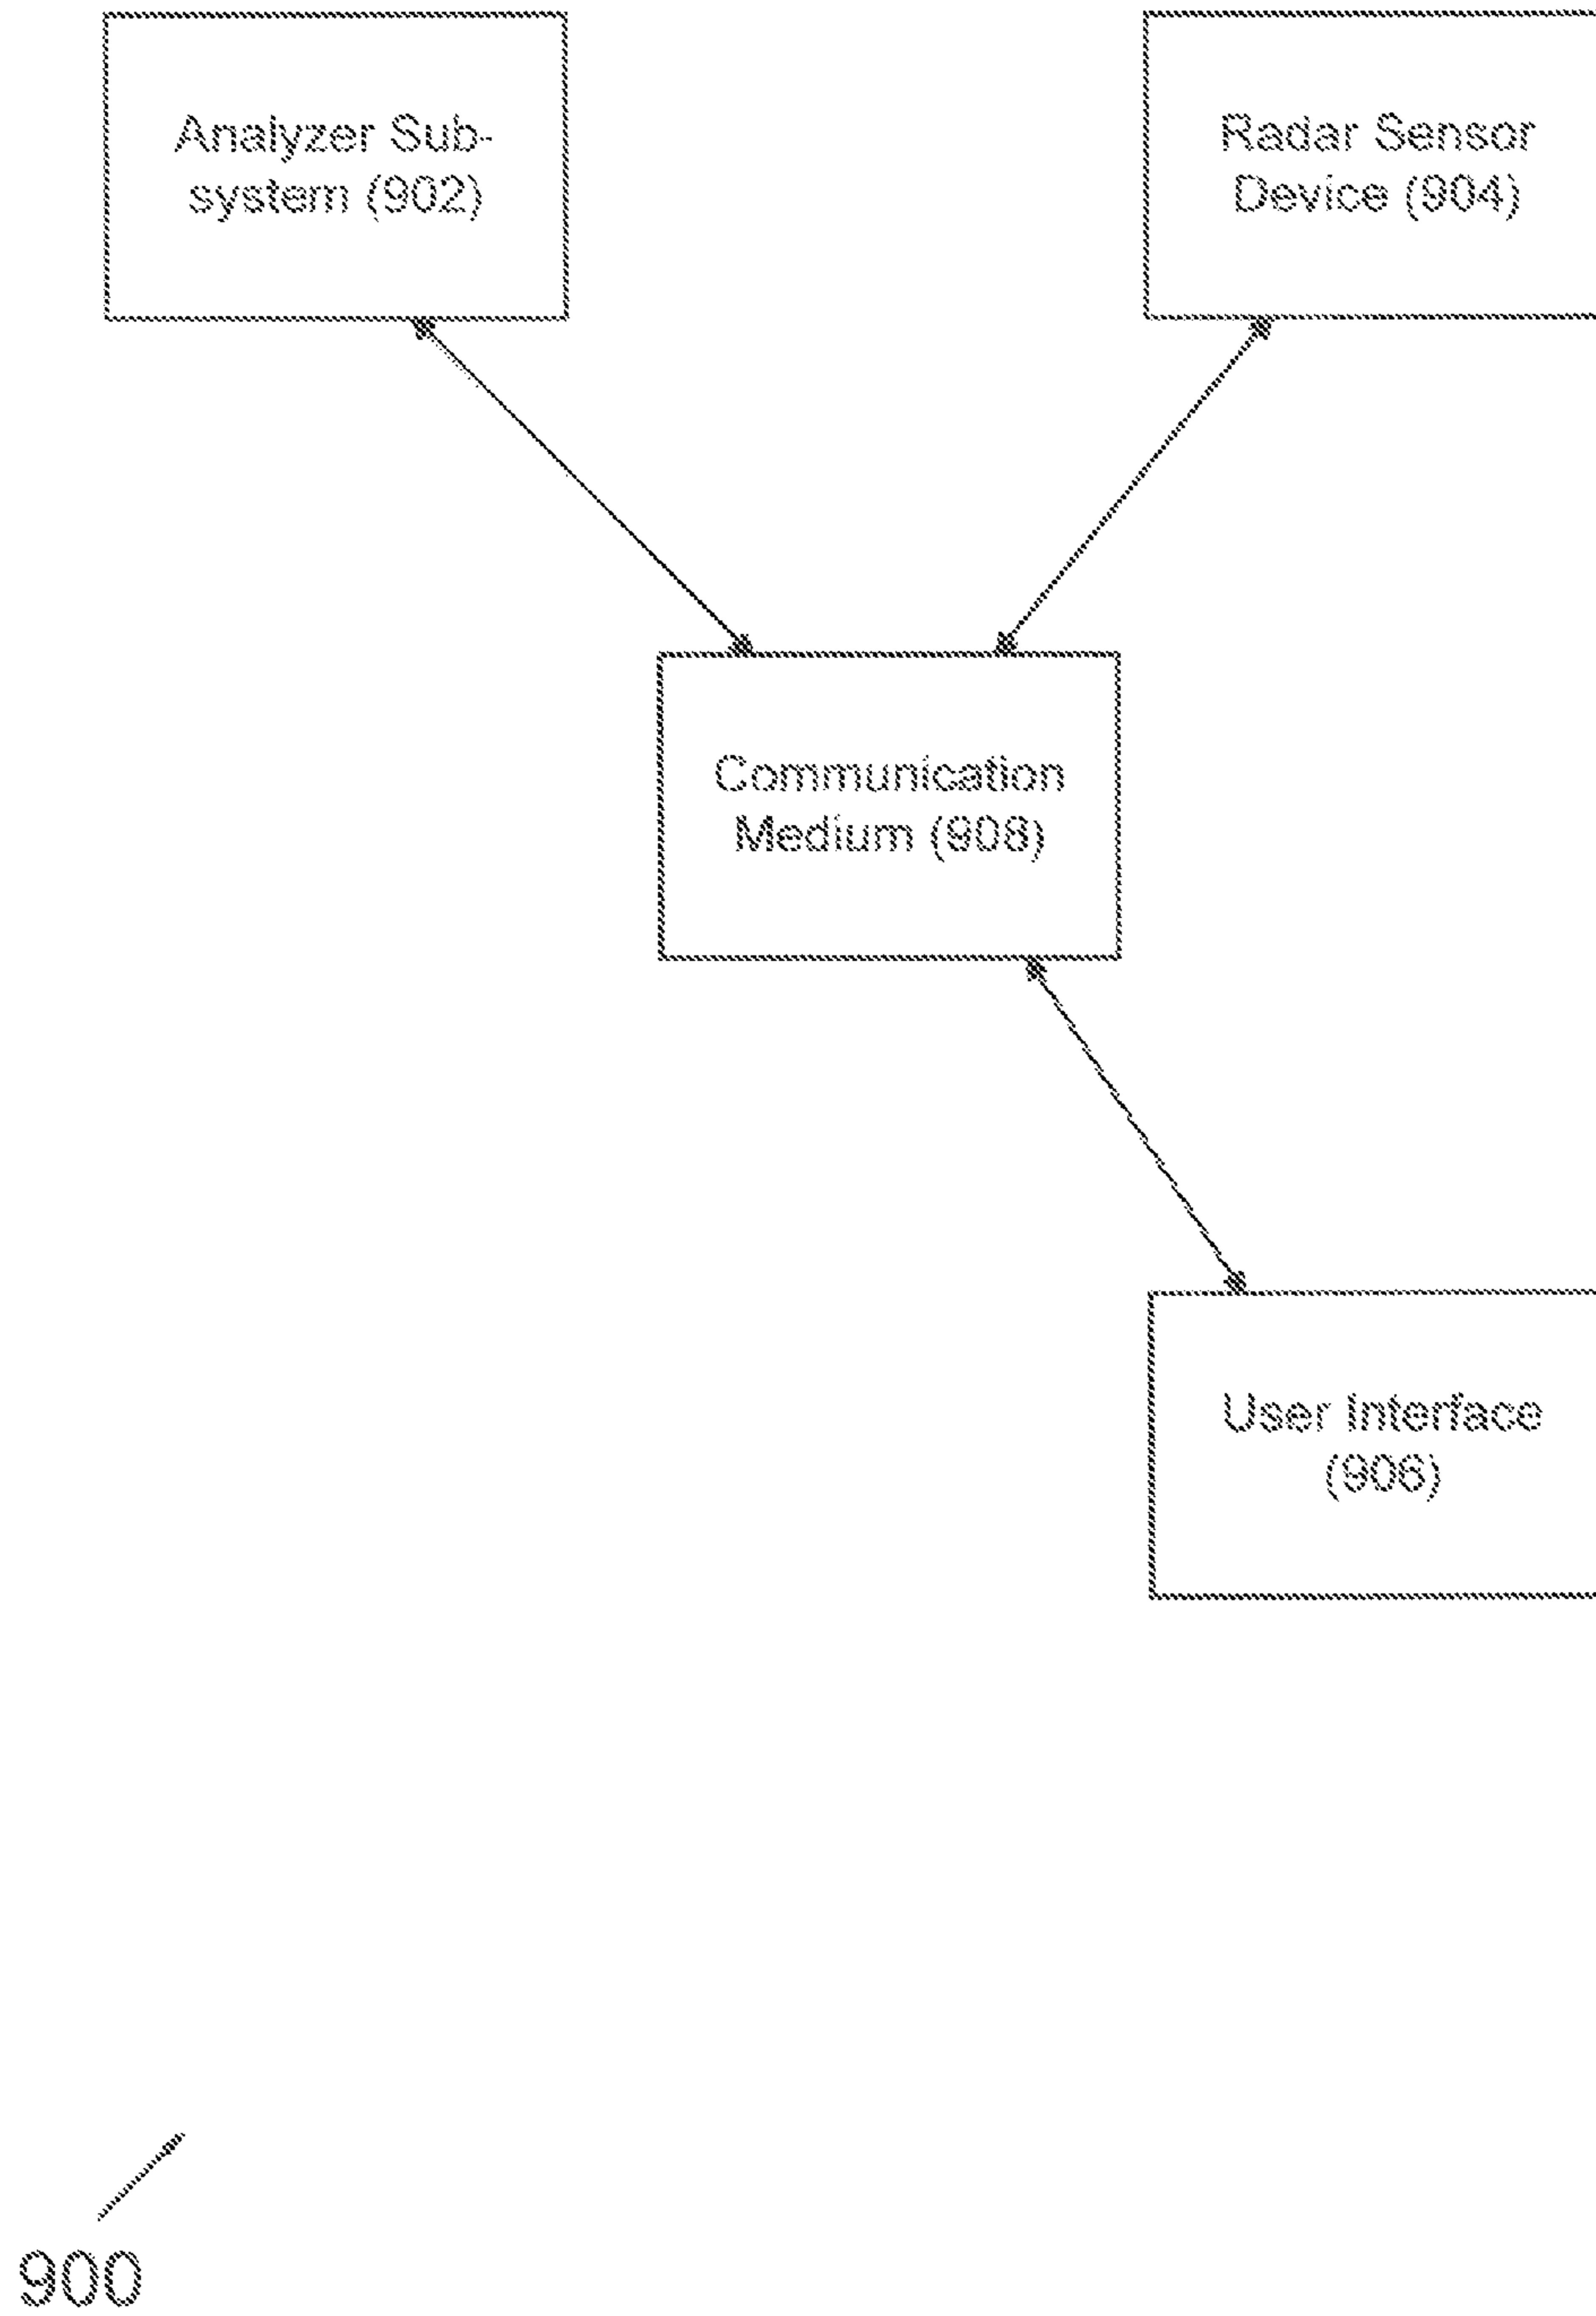 Analyzer Sub-
system (902)
Radar Sensor
Device (904)
Communication
Medium (908)
User Interface
(906)
900